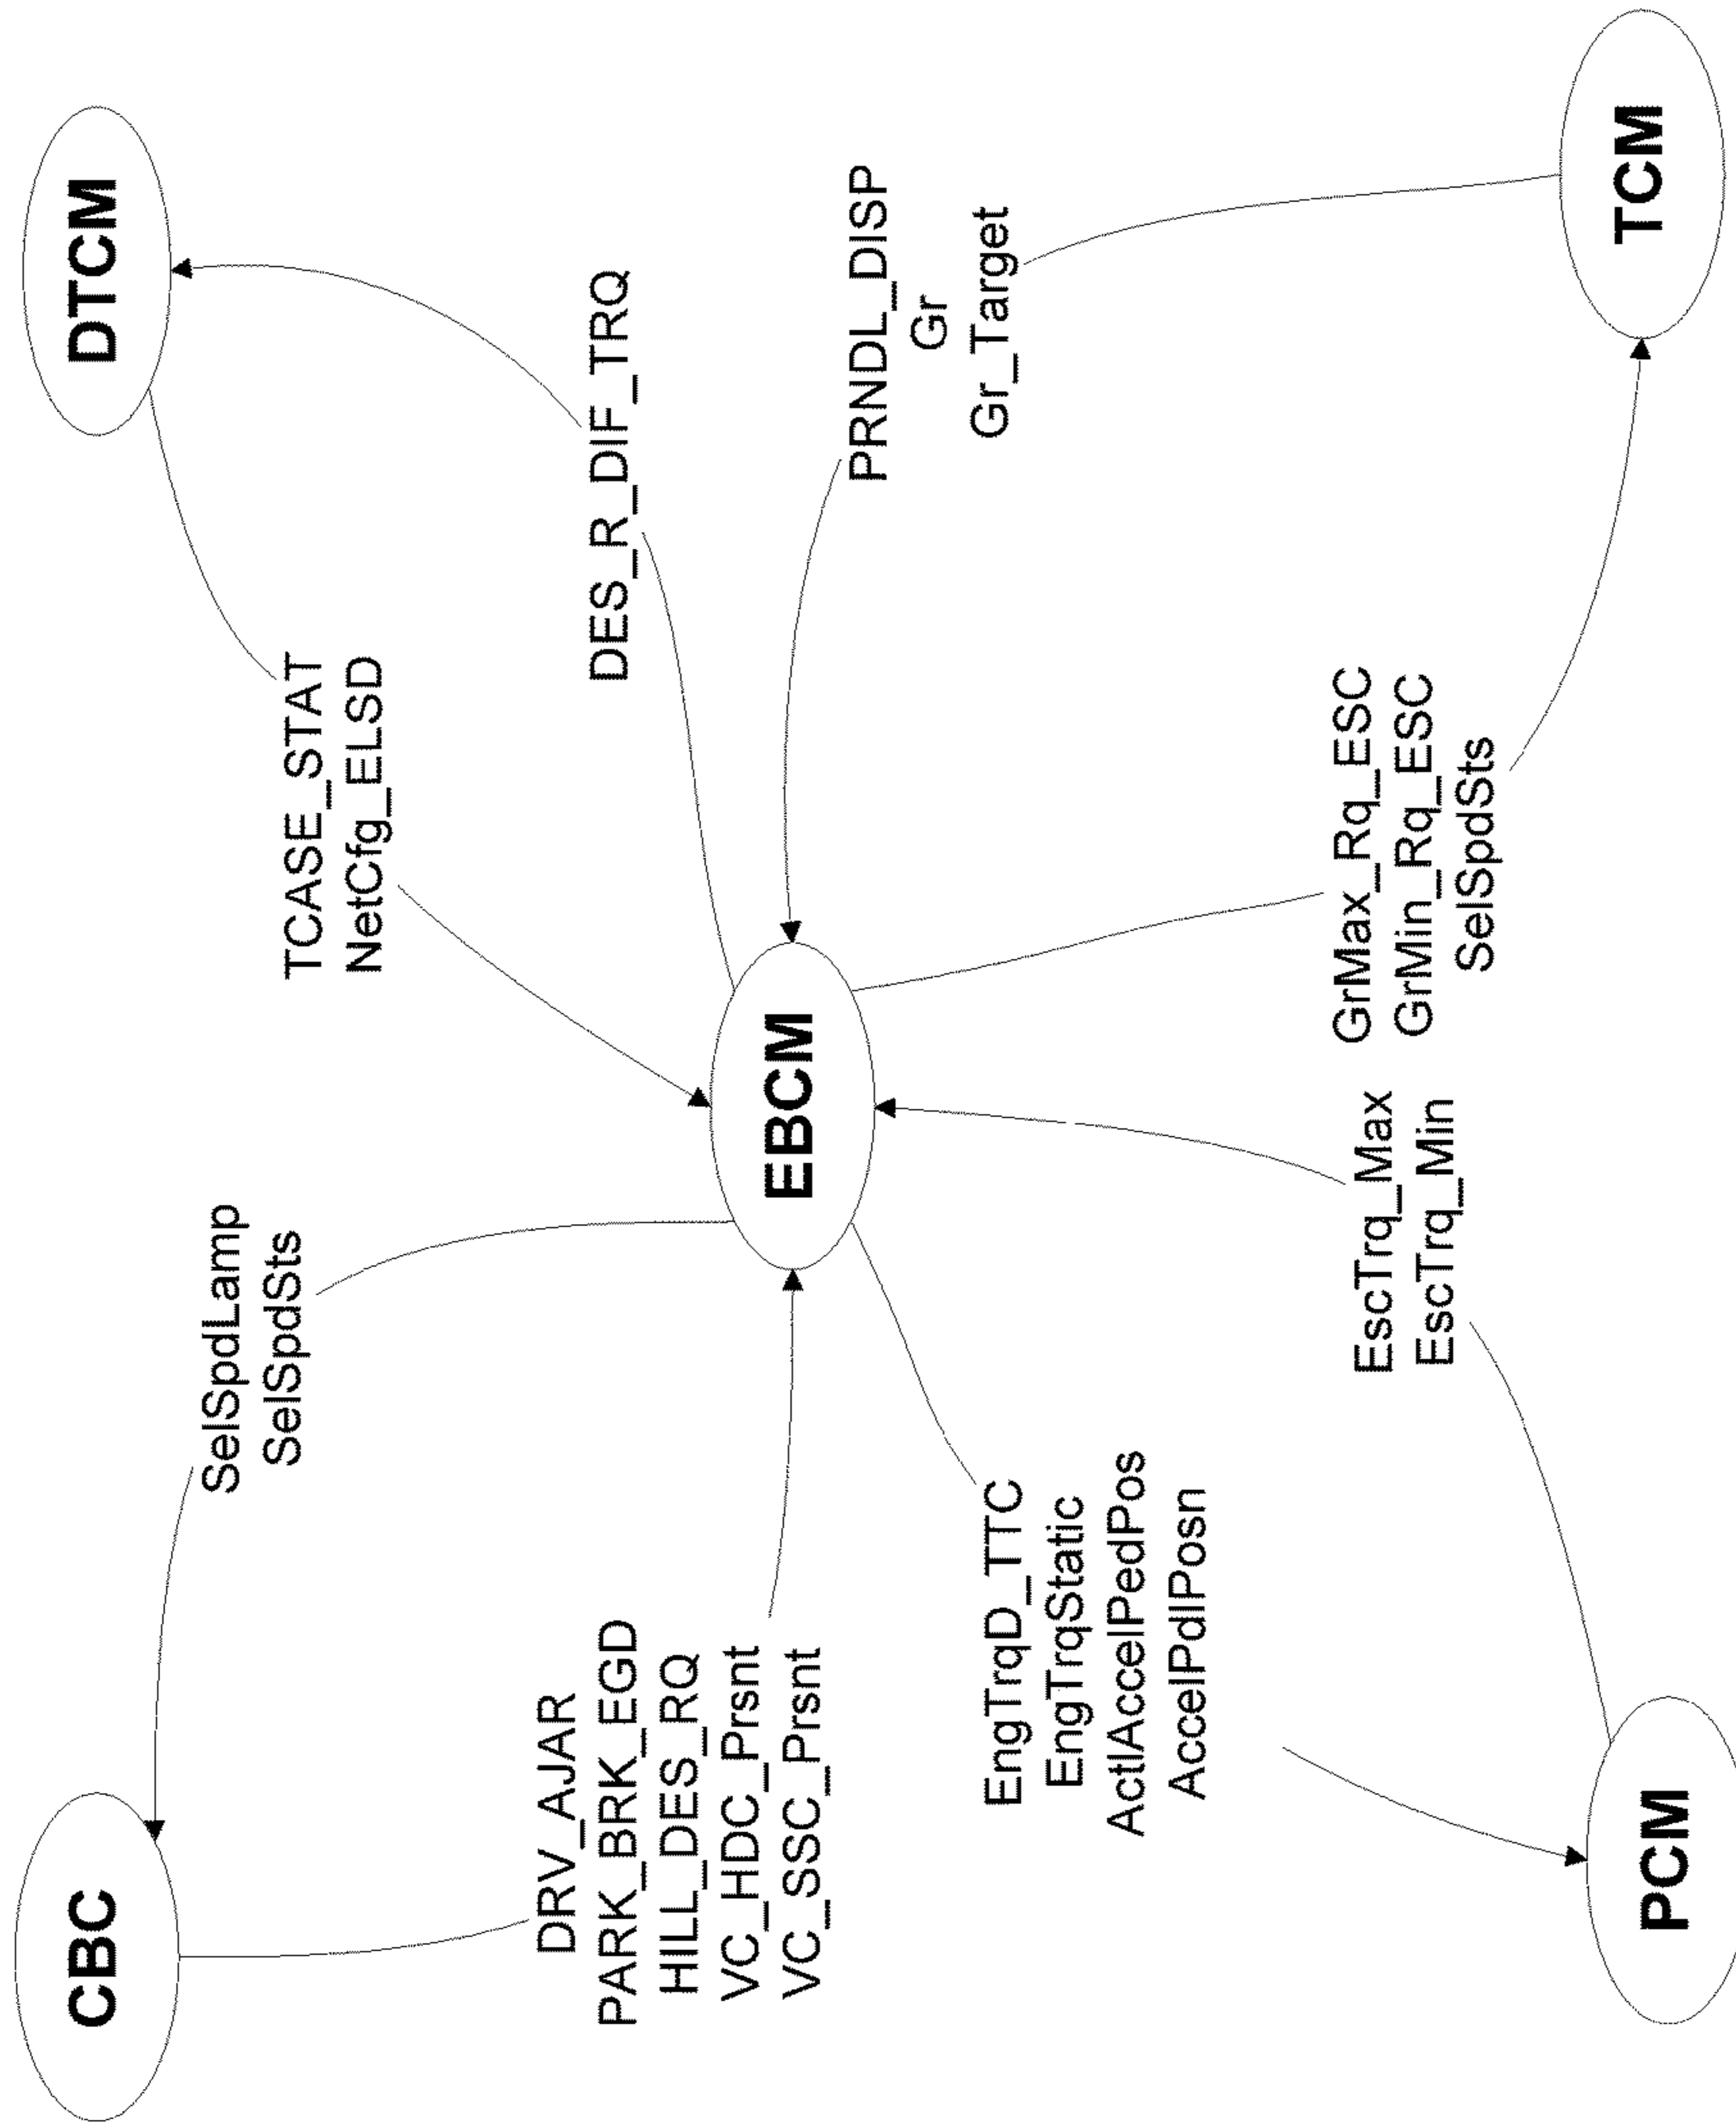 CBC
DTCM
SelSpdLamp
SelSpdSts
TCASE_STAT
NetCfg_ELSD
DRV_AJAR
PARK_BRK_EGD
HILL_DES_RQ
VC_HDC_Prsnt
VC_SSC_Prsnt
DES_R_DIF_TRQ
EBCM
PRNDL_DISP
Gr
Gr_Target
EngTrqD_TTC
EngTrqStatic
ActlAccelPedPos
AccelPdlPosn
EscTrq_Max
EscTrq_Min
GrMax_Rq_ESC
GrMin_Rq_ESC
SelSpdSts
PCM
TCM